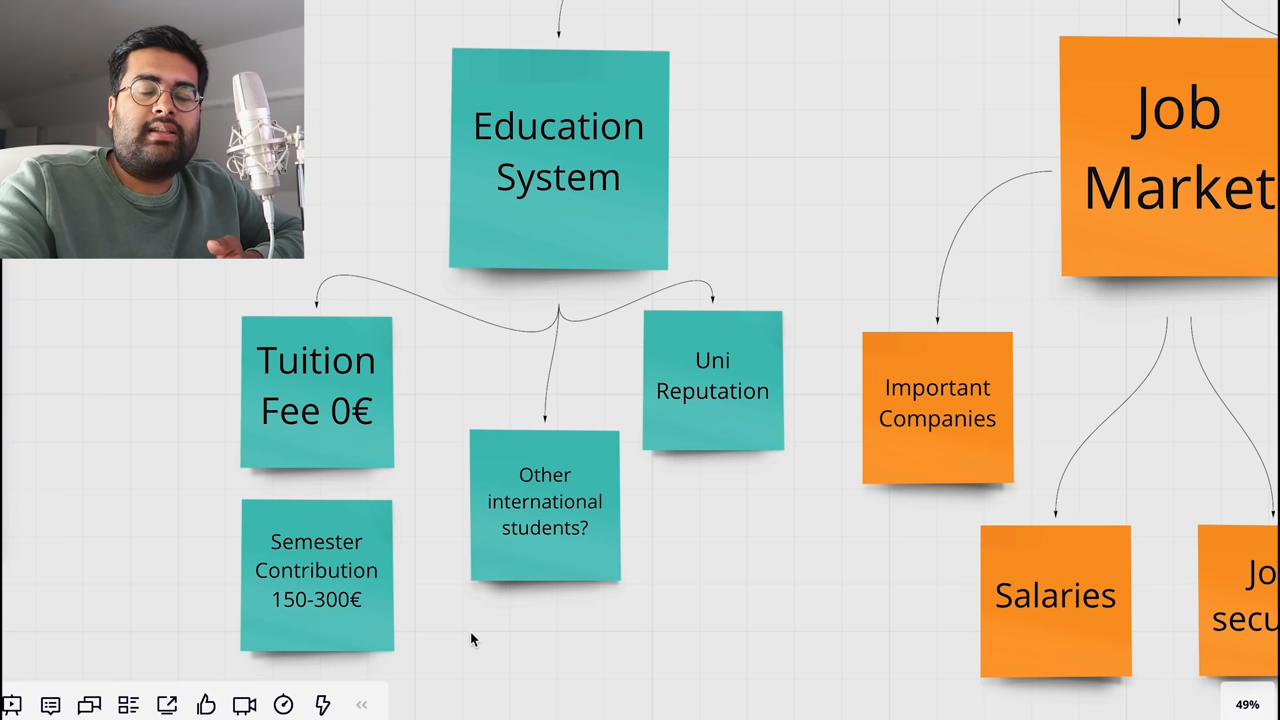 Education
System
Job
Market
Tuition
Fee 0€
Uni
Reputation
Important
Companies
Other
international
students?
Semester
Contribution
150-300€
Salaries
Jo
secu
49%